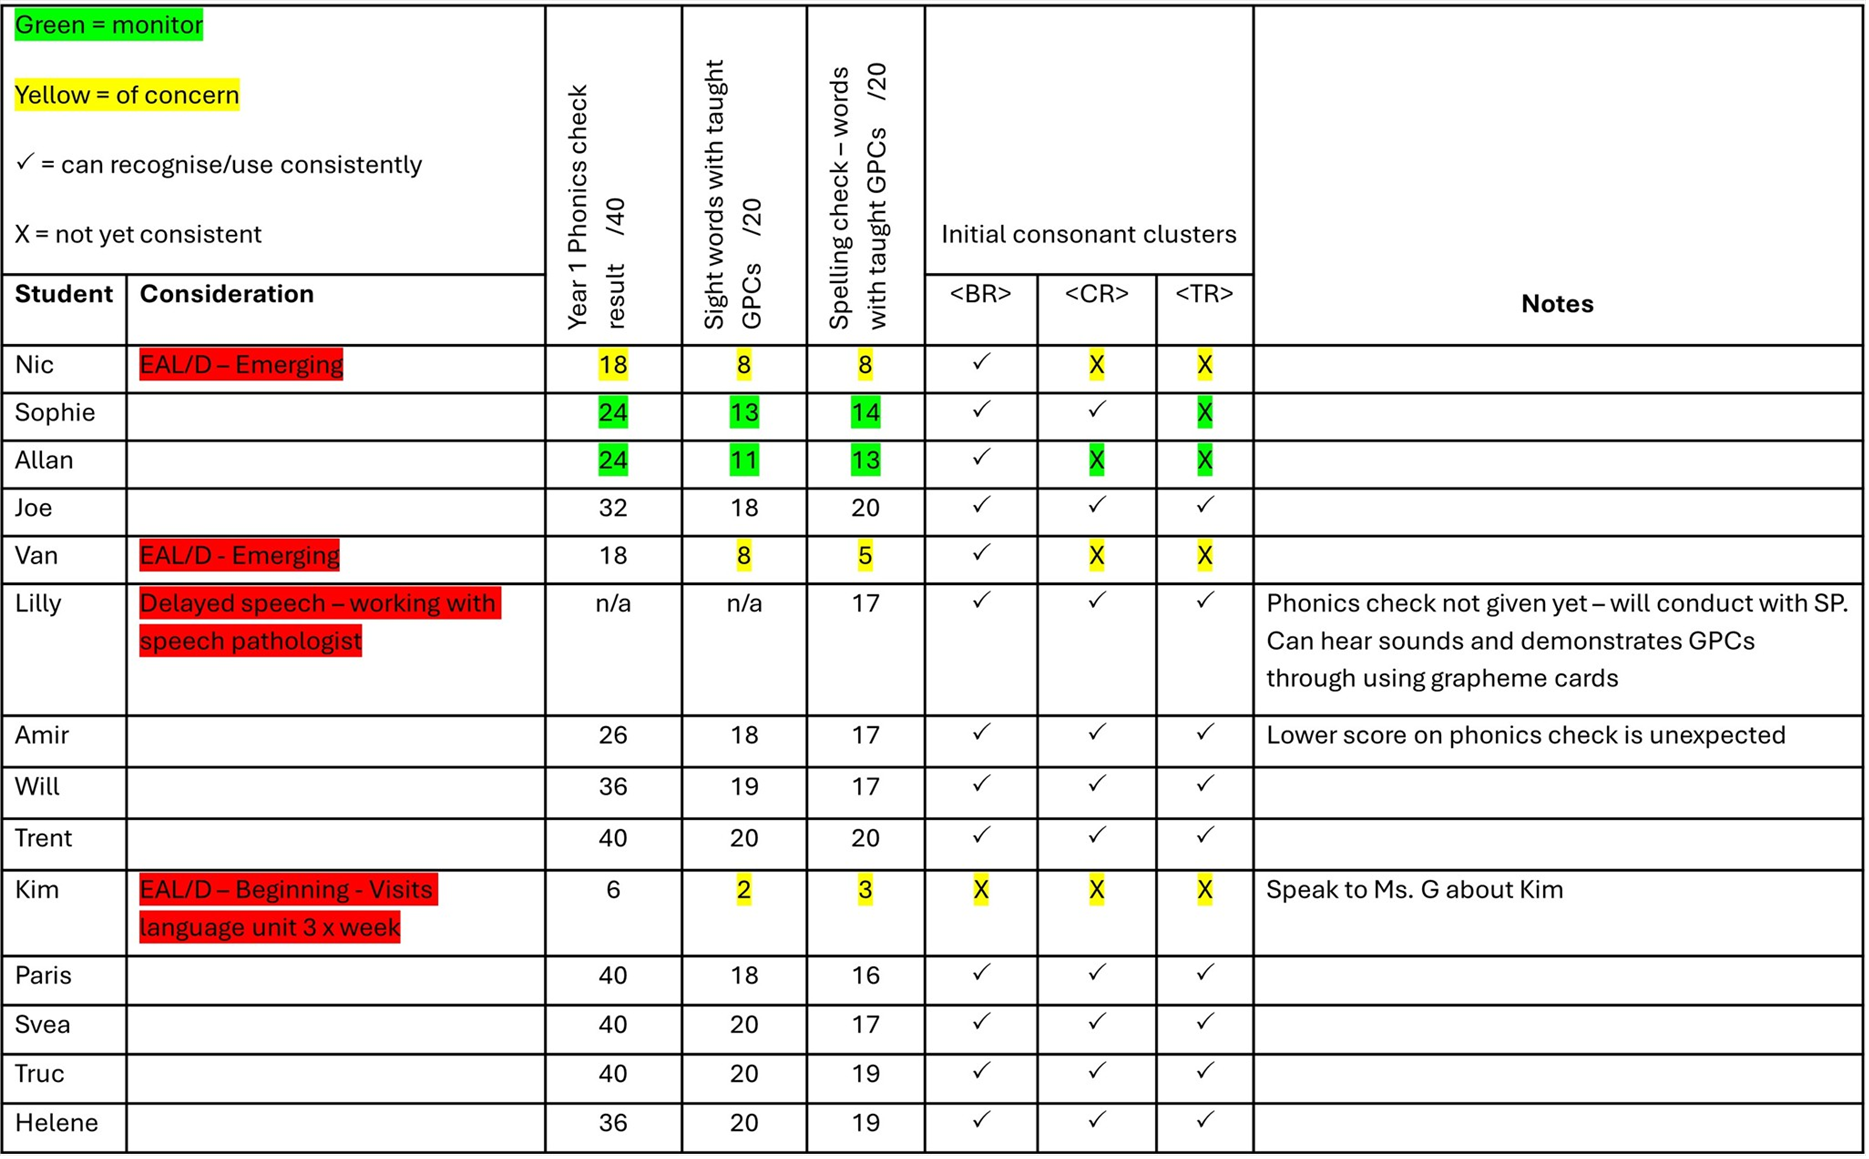 Green = monitor
Yellow = of concern
✓ = can recognise/use consistently
X = not yet consistent
Year 1 Phonics check
result /40
Sight words with taught
GPCs /20
Spelling check – words
with taught GPCs /20
Initial consonant clusters
Student Consideration <BR> <CR> <TR> Notes
Nic EAL/D – Emerging 18 8 8 ✓ X X
Sophie 24 13 14 ✓ ✓ X
Allan 24 11 13 ✓ X X
Joe 32 18 20 ✓ ✓ ✓
Van EAL/D - Emerging 18 8 5 ✓ X X
Lilly Delayed speech – working with n/a n/a 17 ✓ ✓ ✓ Phonics check not given yet – will conduct with SP.
speech pathologist Can hear sounds and demonstrates GPCs
through using grapheme cards
Amir 26 18 17 ✓ ✓ ✓ Lower score on phonics check is unexpected
Will 36 19 17 ✓ ✓ ✓
Trent 40 20 20 ✓ ✓ ✓
Kim EAL/D – Beginning - Visits 6 2 3 X X X Speak to Ms. G about Kim
language unit 3 x week
Paris 40 18 16 ✓ ✓ ✓
Svea 40 20 17 ✓ ✓ ✓
Truc 40 20 19 ✓ ✓ ✓
Helene 36 20 19 ✓ ✓ ✓